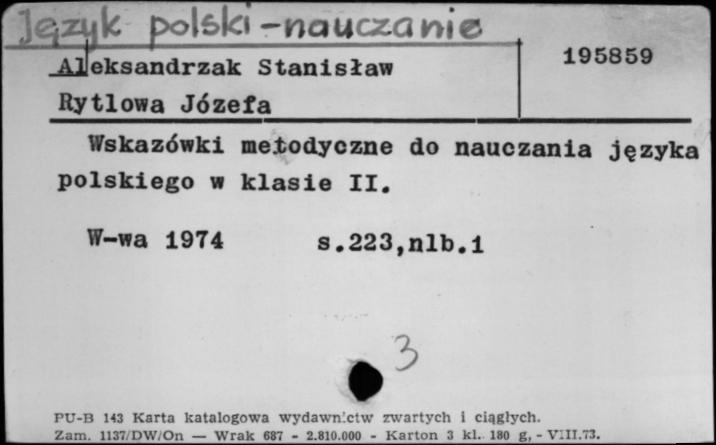 Język polski-nauczanie
195859
Aleksandrzak Stanisław
Rytlowa Józefa
Wskazówki metodyczne do nauczania języka
polskiego w klasie II.
W-wa 1974 s.223,nlb.1
3
PU-B 143 Karta katalogowa wydawnictw zwartych i ciągłych.
Zam. 1137/DW/On — Wrak 687 - 2.810.000 - Karton 3 kl. 180 g, - VIII.73.